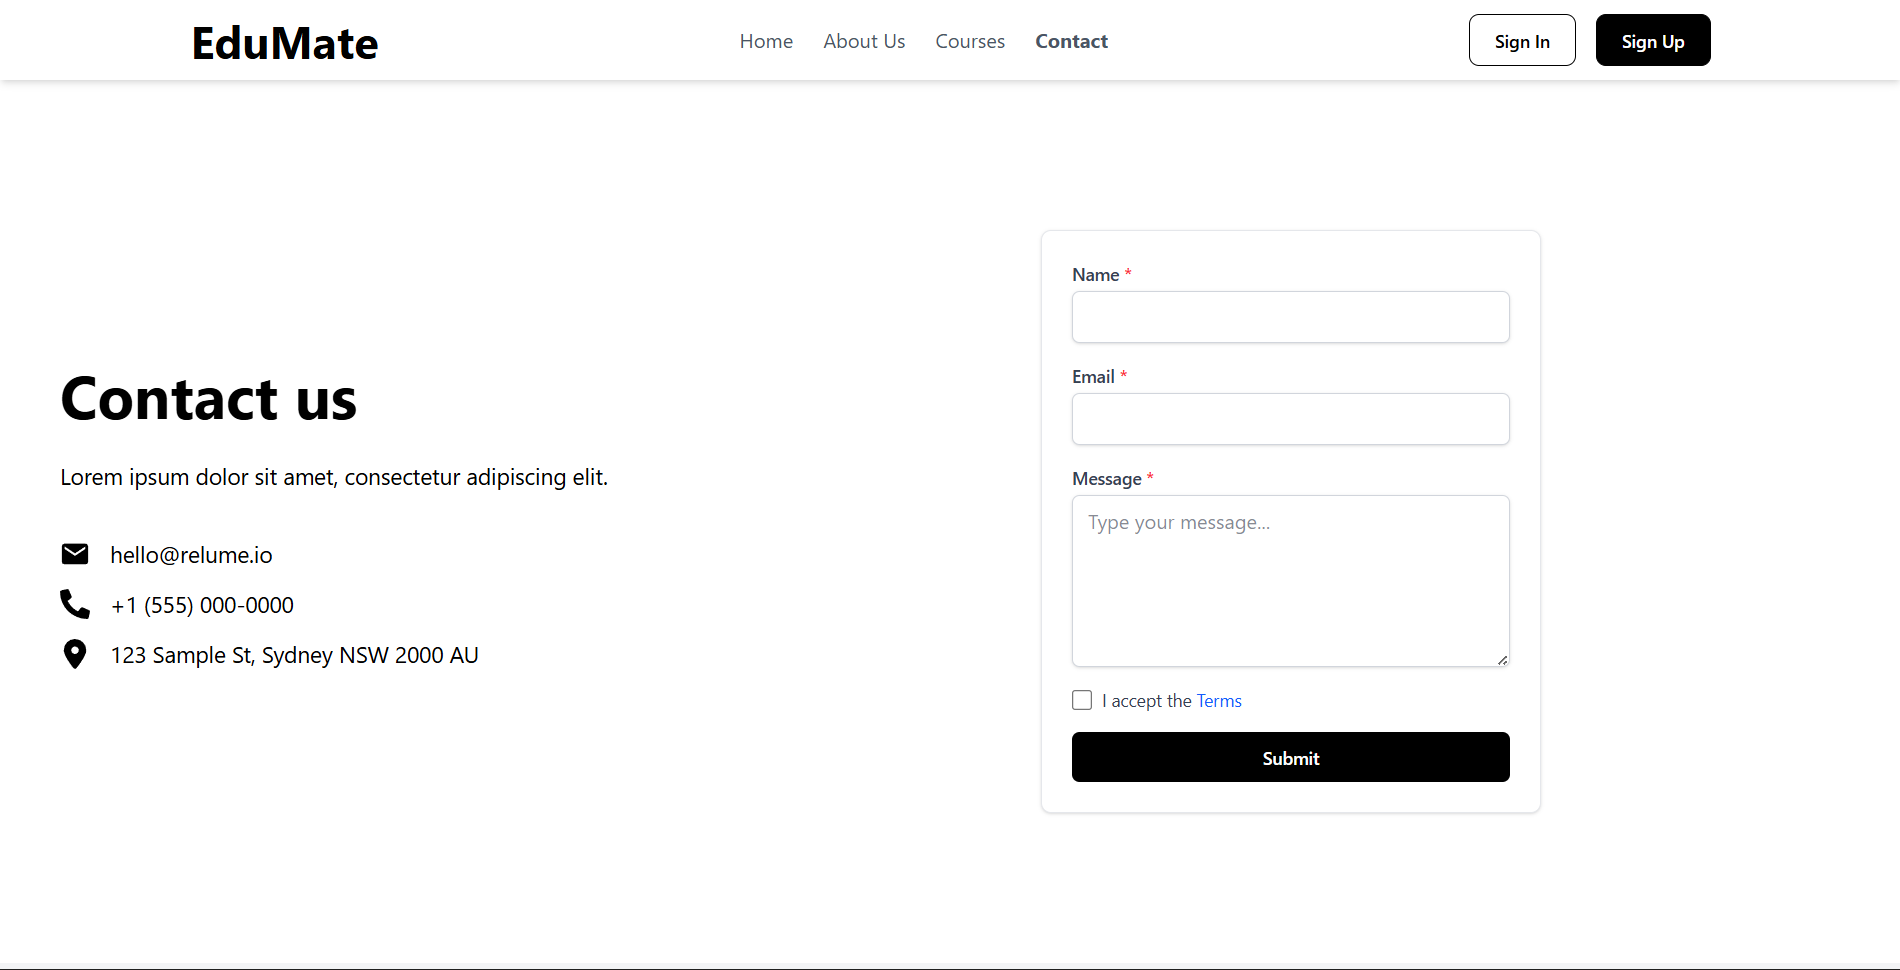 EduMate
Home About Us Courses Contact
Sign In Sign Up
Contact us
Lorem ipsum dolor sit amet, consectetur adipiscing elit.
hello@relume.io
+1 (555) 000-0000
123 Sample St, Sydney NSW 2000 AU
Name *
Email *
Message *
Type your message...
I accept the Terms
Submit